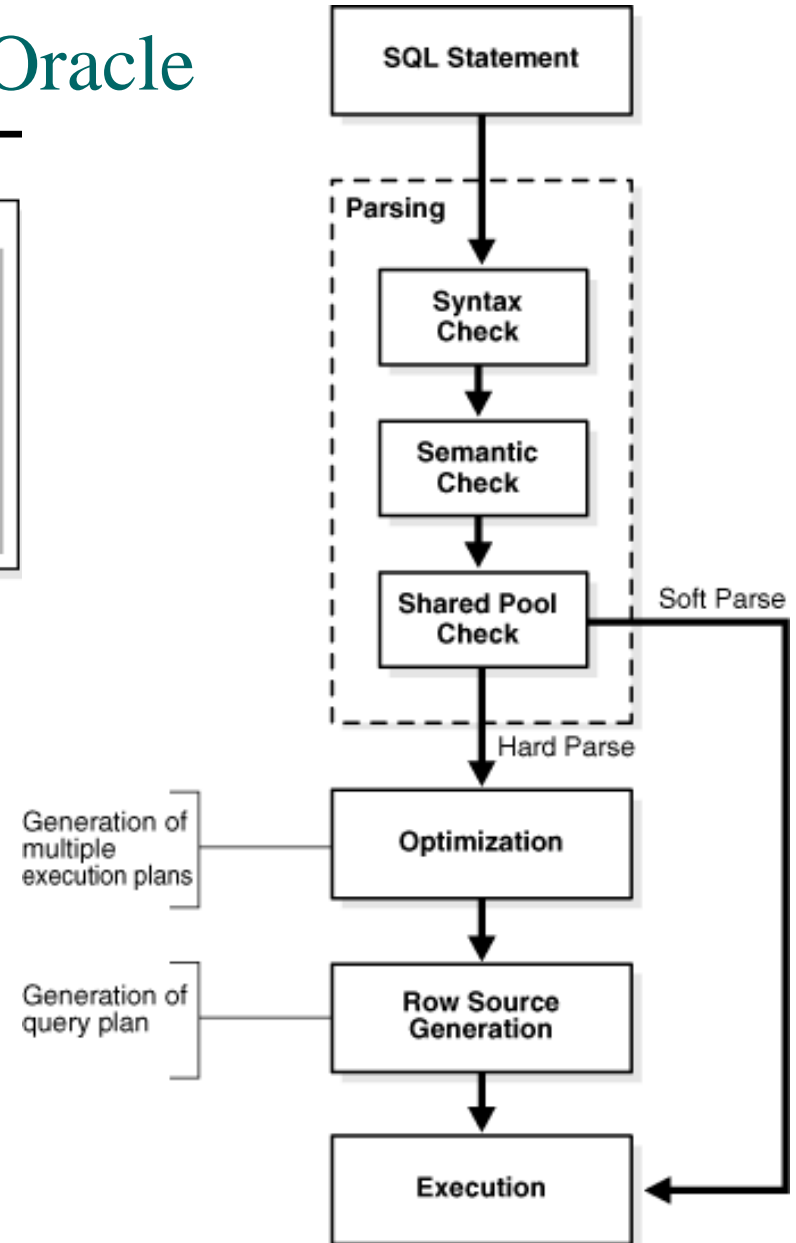 Oracle
SQL Statement
Parsing
Syntax
Check
Semantic
Check
Shared Pool
Check
Soft Parse
Hard Parse
Generation of
multiple
execution plans
Optimization
Generation of
query plan
Row Source
Generation
Execution